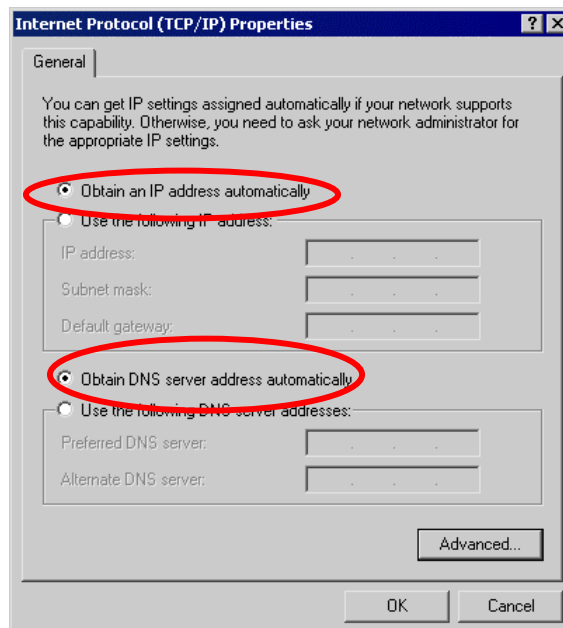 Internet Protocol (TCP/IP) Properties
General
You can get IP settings assigned automatically if your network supports
this capability. Otherwise, you need to ask your network administrator for
the appropriate IP settings.
Obtain an IP address automatically
Use the following IP address:
IP address:
Subnet mask:
Default gateway:
Obtain DNS server address automatically
Use the following DNS server addresses:
Preferred DNS server:
Alternate DNS server:
Advanced...
OK
Cancel